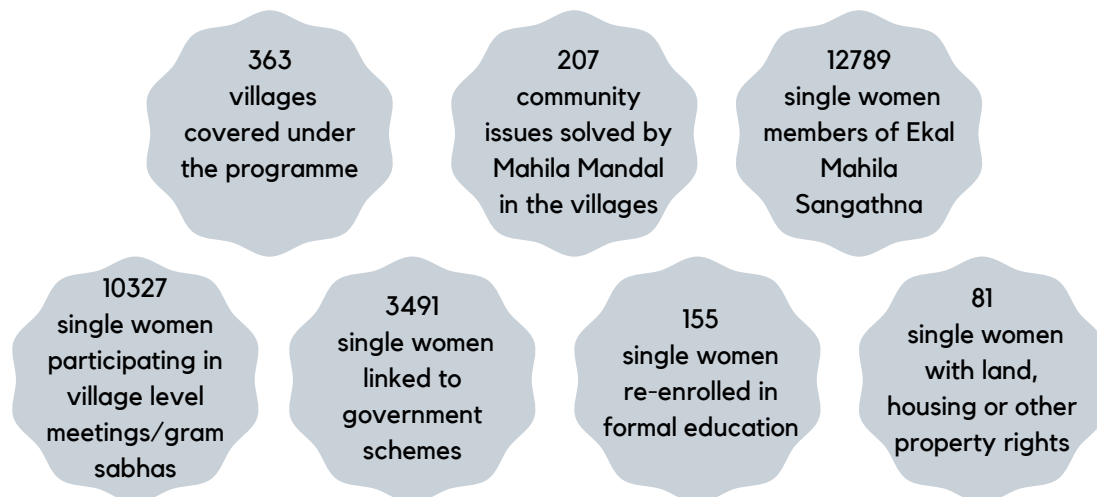 363
villages
covered under
the programme
207
community
issues solved by
Mahila Mandal
in the villages
12789
single women
members of Ekal
Mahila
Sangathna
10327
single women
participating in
village level
meetings/gram
sabhas
3491
single women
linked to
government
schemes
155
single women
re-enrolled in
formal education
81
single women
with land,
housing or other
property rights